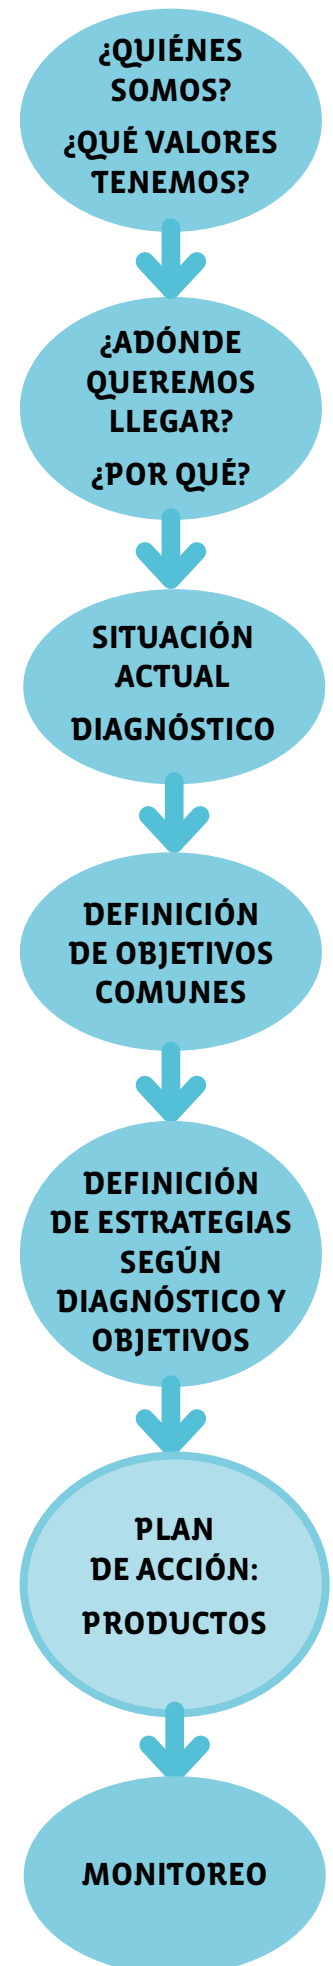 ¿QUIÉNES
SOMOS?
¿QUÉ VALORES
TENEMOS?
¿ADÓNDE
QUEREMOS
LLEGAR?
¿POR QUÉ?
SITUACIÓN
ACTUAL
DIAGNÓSTICO
DEFINICIÓN
DE OBJETIVOS
COMUNES
DEFINICIÓN
DE ESTRATEGIAS
SEGÚN
DIAGNÓSTICO Y
OBJETIVOS
PLAN
DE ACCIÓN:
PRODUCTOS
MONITOREO